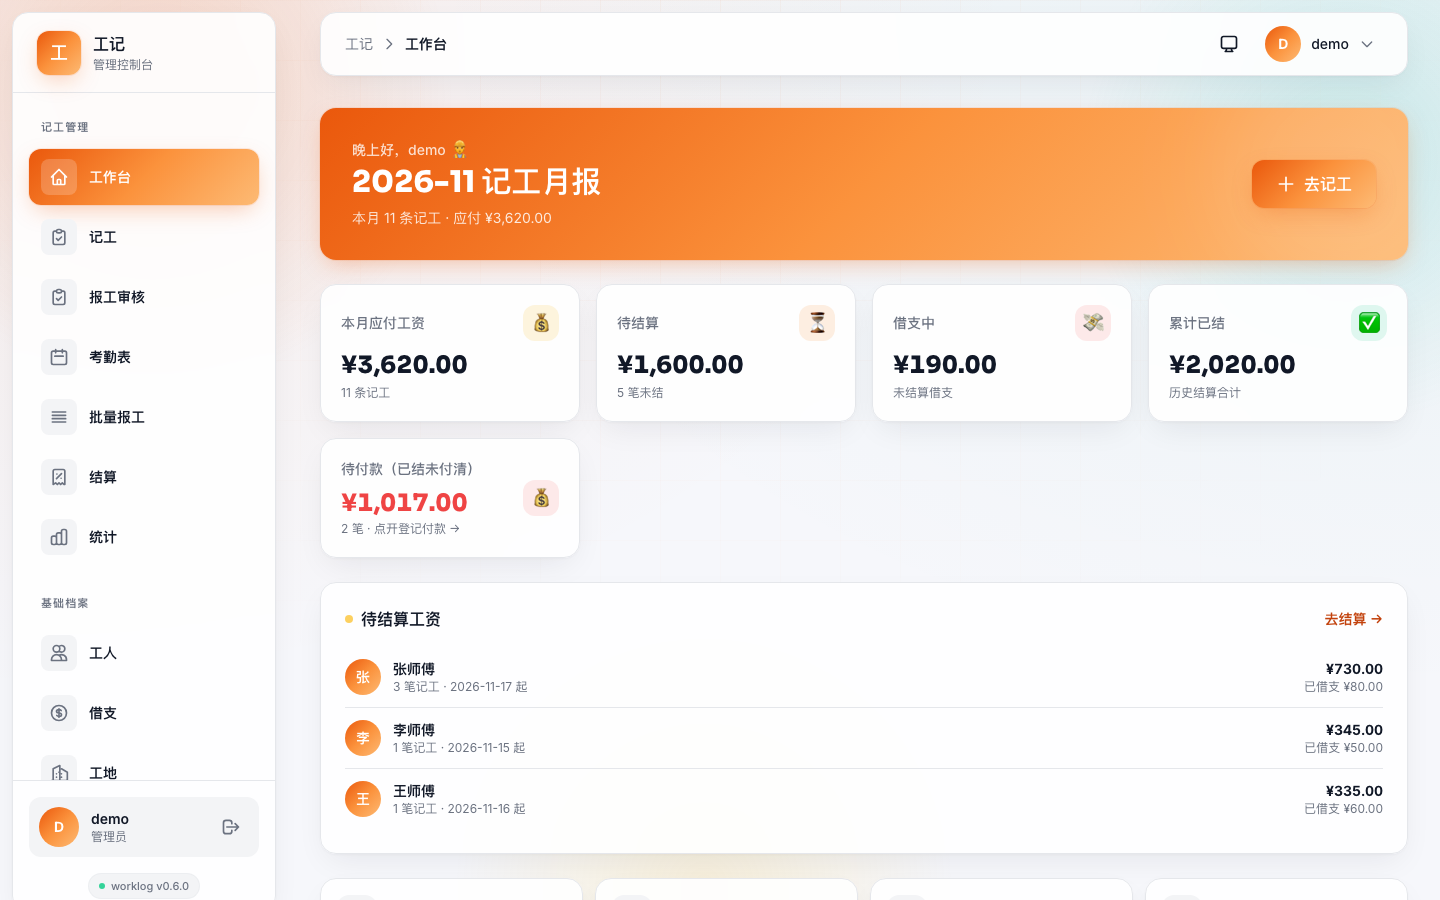 工
工记
管理控制台
记工管理
工作台
记工
报工审核
考勤表
批量报工
结算
统计
基础档案
工人
借支
工地
D
demo
管理员
worklog v0.6.0
工记
工作台
D
demo
晚上好，demo
2026-11 记工月报
本月 11 条记工 · 应付 ¥3,620.00
去记工
本月应付工资
¥3,620.00
11 条记工
待结算
¥1,600.00
5 笔未结
借支中
¥190.00
未结算借支
累计已结
¥2,020.00
历史结算合计
待付款（已结未付清）
¥1,017.00
2 笔 · 点开登记付款 →
待结算工资
去结算 →
张
张师傅
3 笔记工 · 2026-11-17 起
¥730.00
已借支 ¥80.00
李
李师傅
1 笔记工 · 2026-11-15 起
¥345.00
已借支 ¥50.00
王
王师傅
1 笔记工 · 2026-11-16 起
¥335.00
已借支 ¥60.00